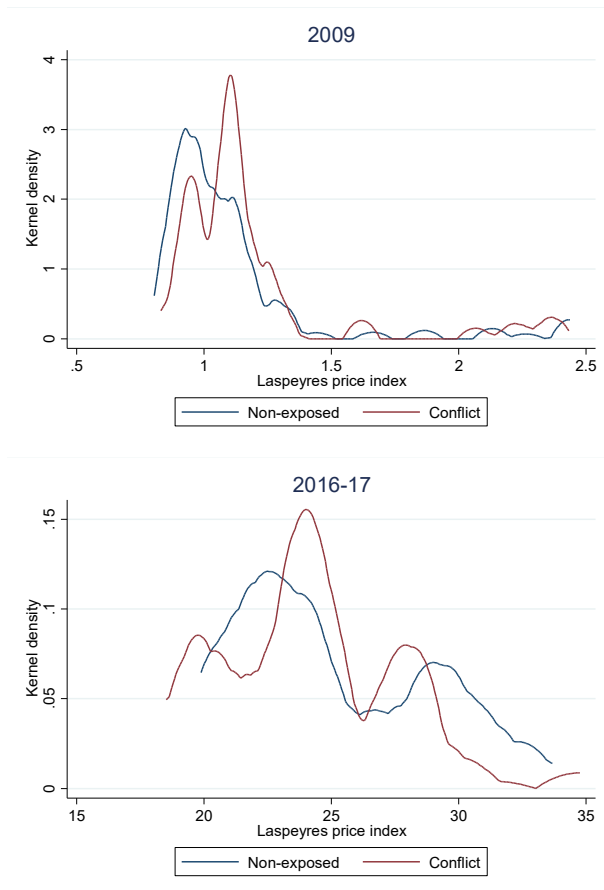 2009
4
3
2
1
0
Kernel density
.5 1 1.5 2 2.5
Laspeyres price index
Non-exposed Conflict
2016-17
.15
.1
.05
0
Kernel density
15 20 25 30 35
Laspeyres price index
Non-exposed Conflict